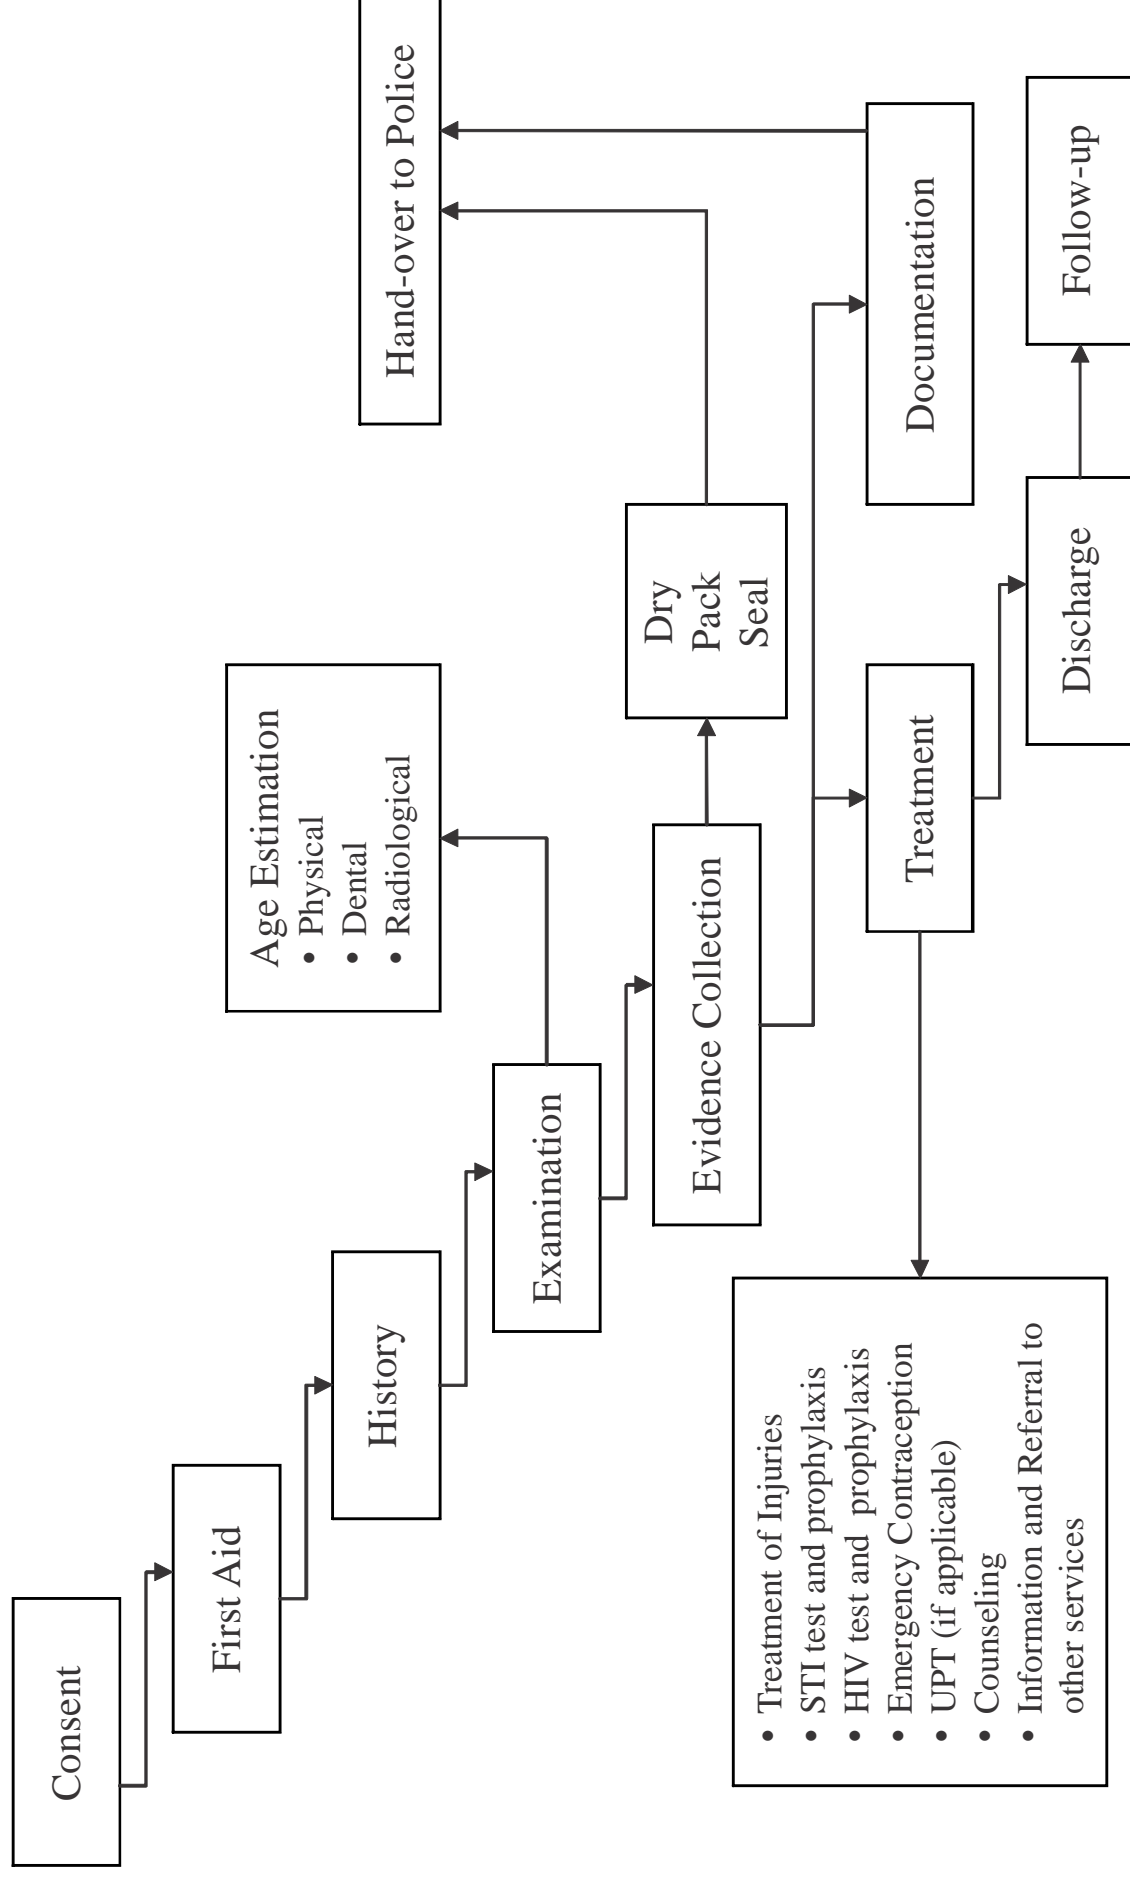 Consent
First Aid
History
Examination
Age Estimation
• Physical
• Dental
• Radiological
Evidence Collection
Dry
Pack
Seal
Hand-over to Police
Documentation
Treatment
• Treatment of Injuries
• STI test and prophylaxis
• HIV test and prophylaxis
• Emergency Contraception
• UPT (if applicable)
• Counseling
• Information and Referral to
other services
Discharge
Follow-up